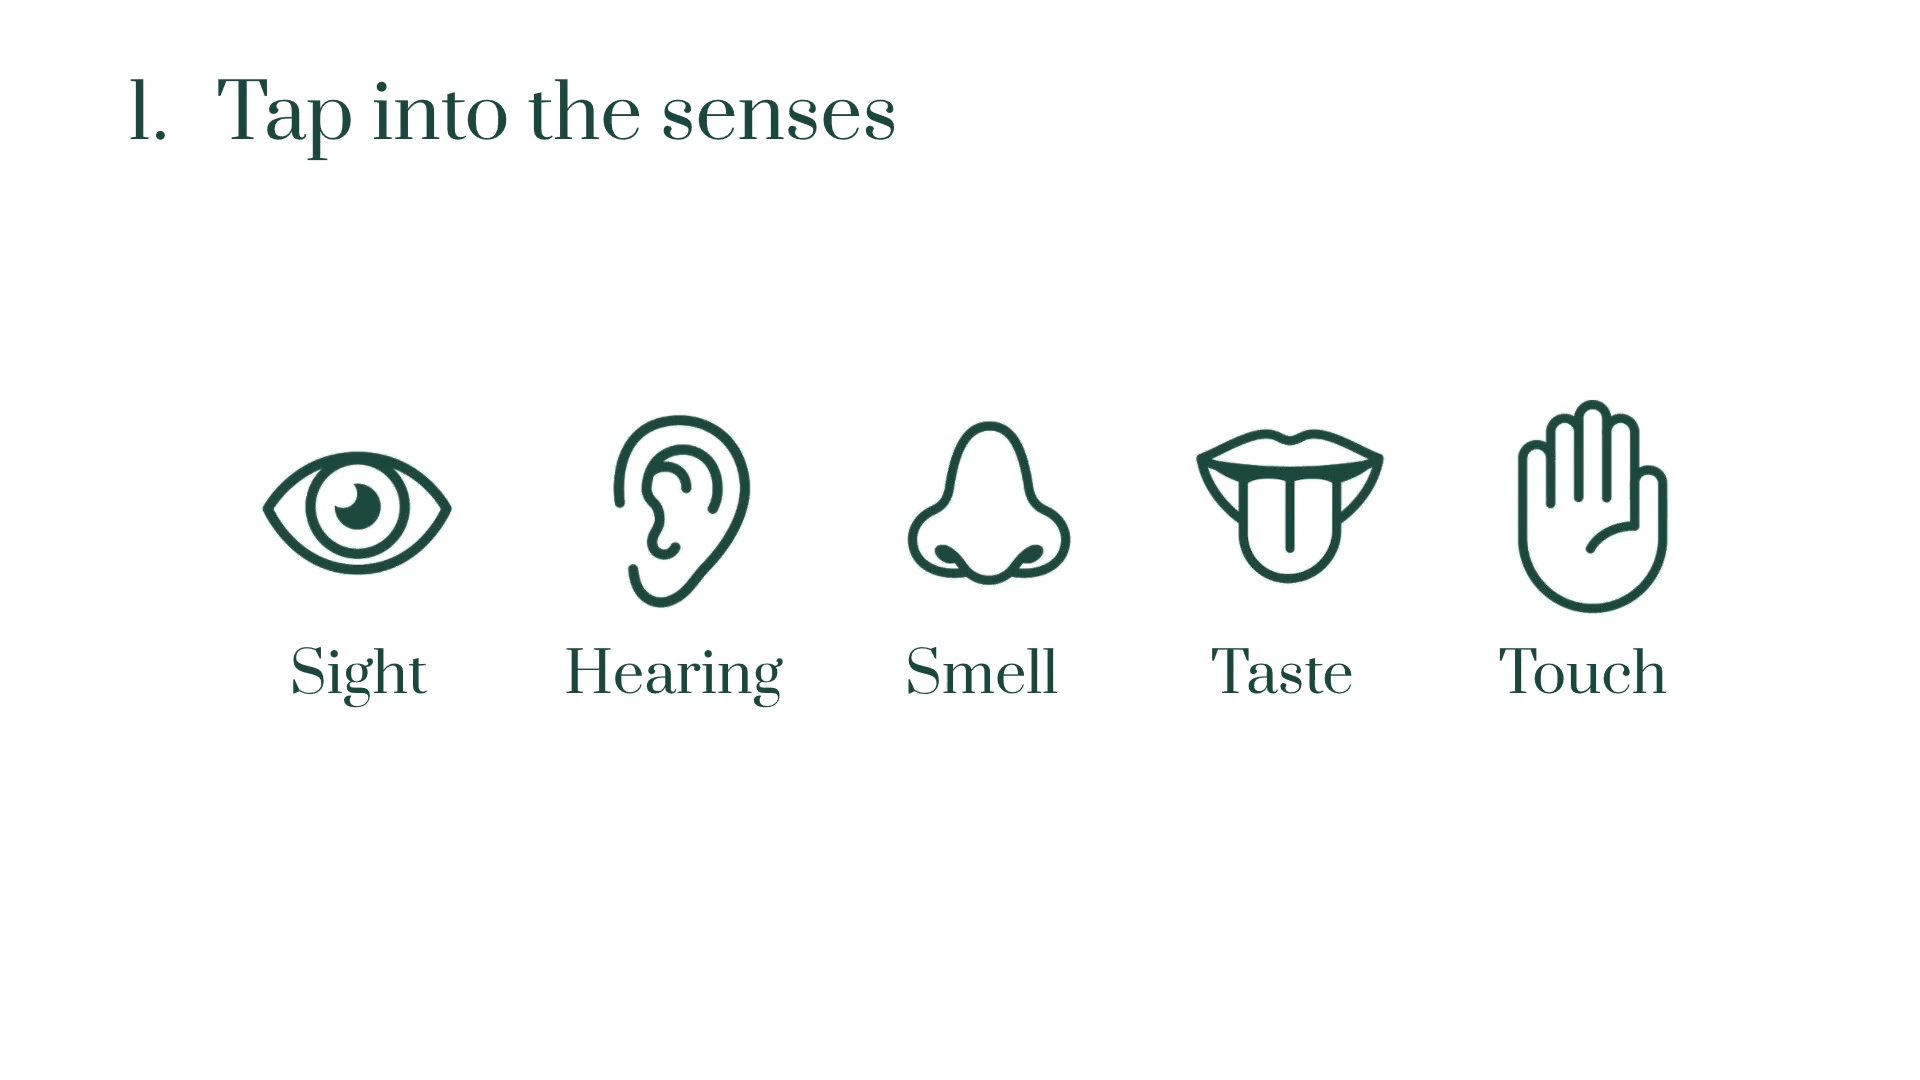 1. Tap into the senses
Sight Hearing Smell Taste Touch